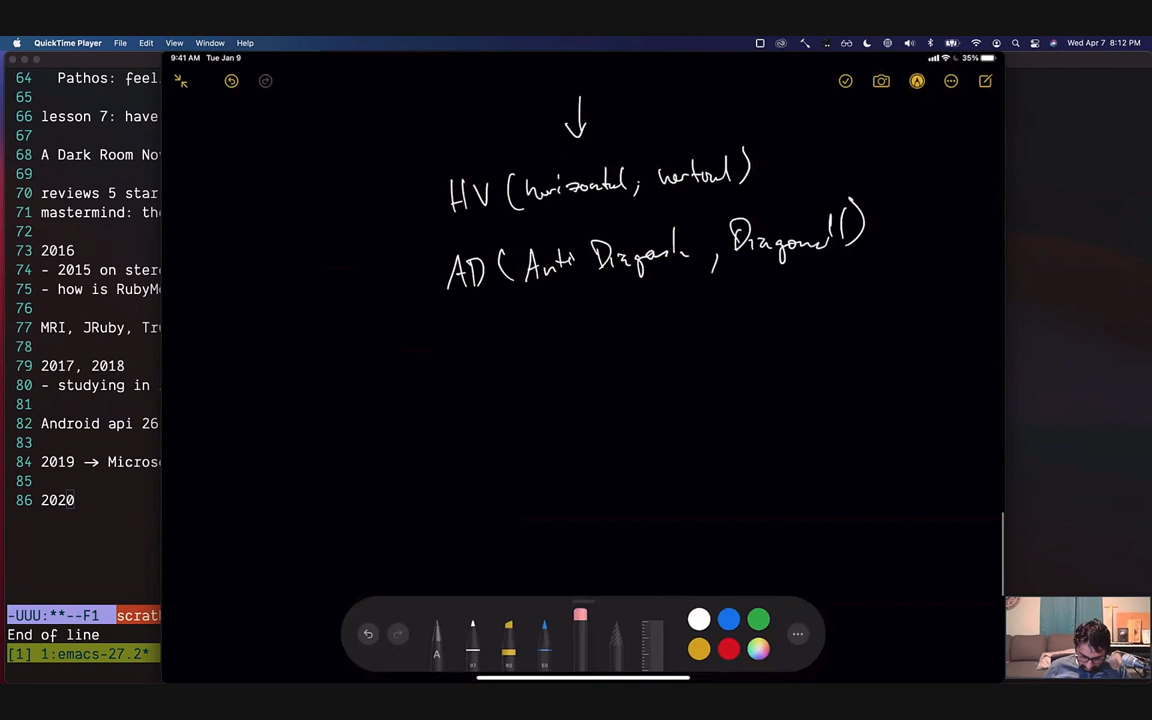 QuickTime Player File Edit View Window Help Wed Apr 7 8:12 PM
9:41 AM Tue Jan 9 35%
64 Pathos: feel
65
66 lesson 7: have
67
68 A Dark Room No
69
70 reviews 5 star
71 mastermind: th
72
73 2016
74 - 2015 on ster
75 - how is RubyM
76
77 MRI, JRuby, Tr
78
79 2017, 2018
80 - studying in
81
82 Android api 26
83
84 2019 → Micros
85
86 2020
-UUU:**--F1 scrat
End of line
[1] 1:emacs-27.2*
HV (horizontal, vertical)
AD (Anti Diagonal, Diagonal)
A
97
80
50